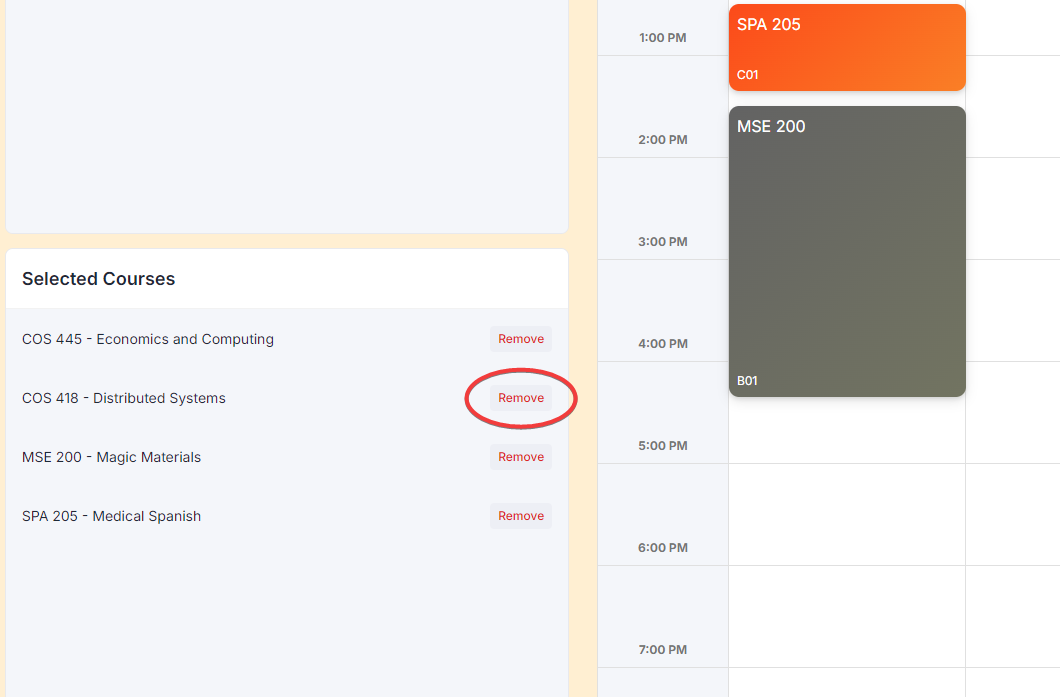 Selected Courses
COS 445 - Economics and Computing Remove
COS 418 - Distributed Systems Remove
MSE 200 - Magic Materials Remove
SPA 205 - Medical Spanish Remove
1:00 PM
2:00 PM
3:00 PM
4:00 PM
5:00 PM
6:00 PM
7:00 PM
SPA 205
C01
MSE 200
B01